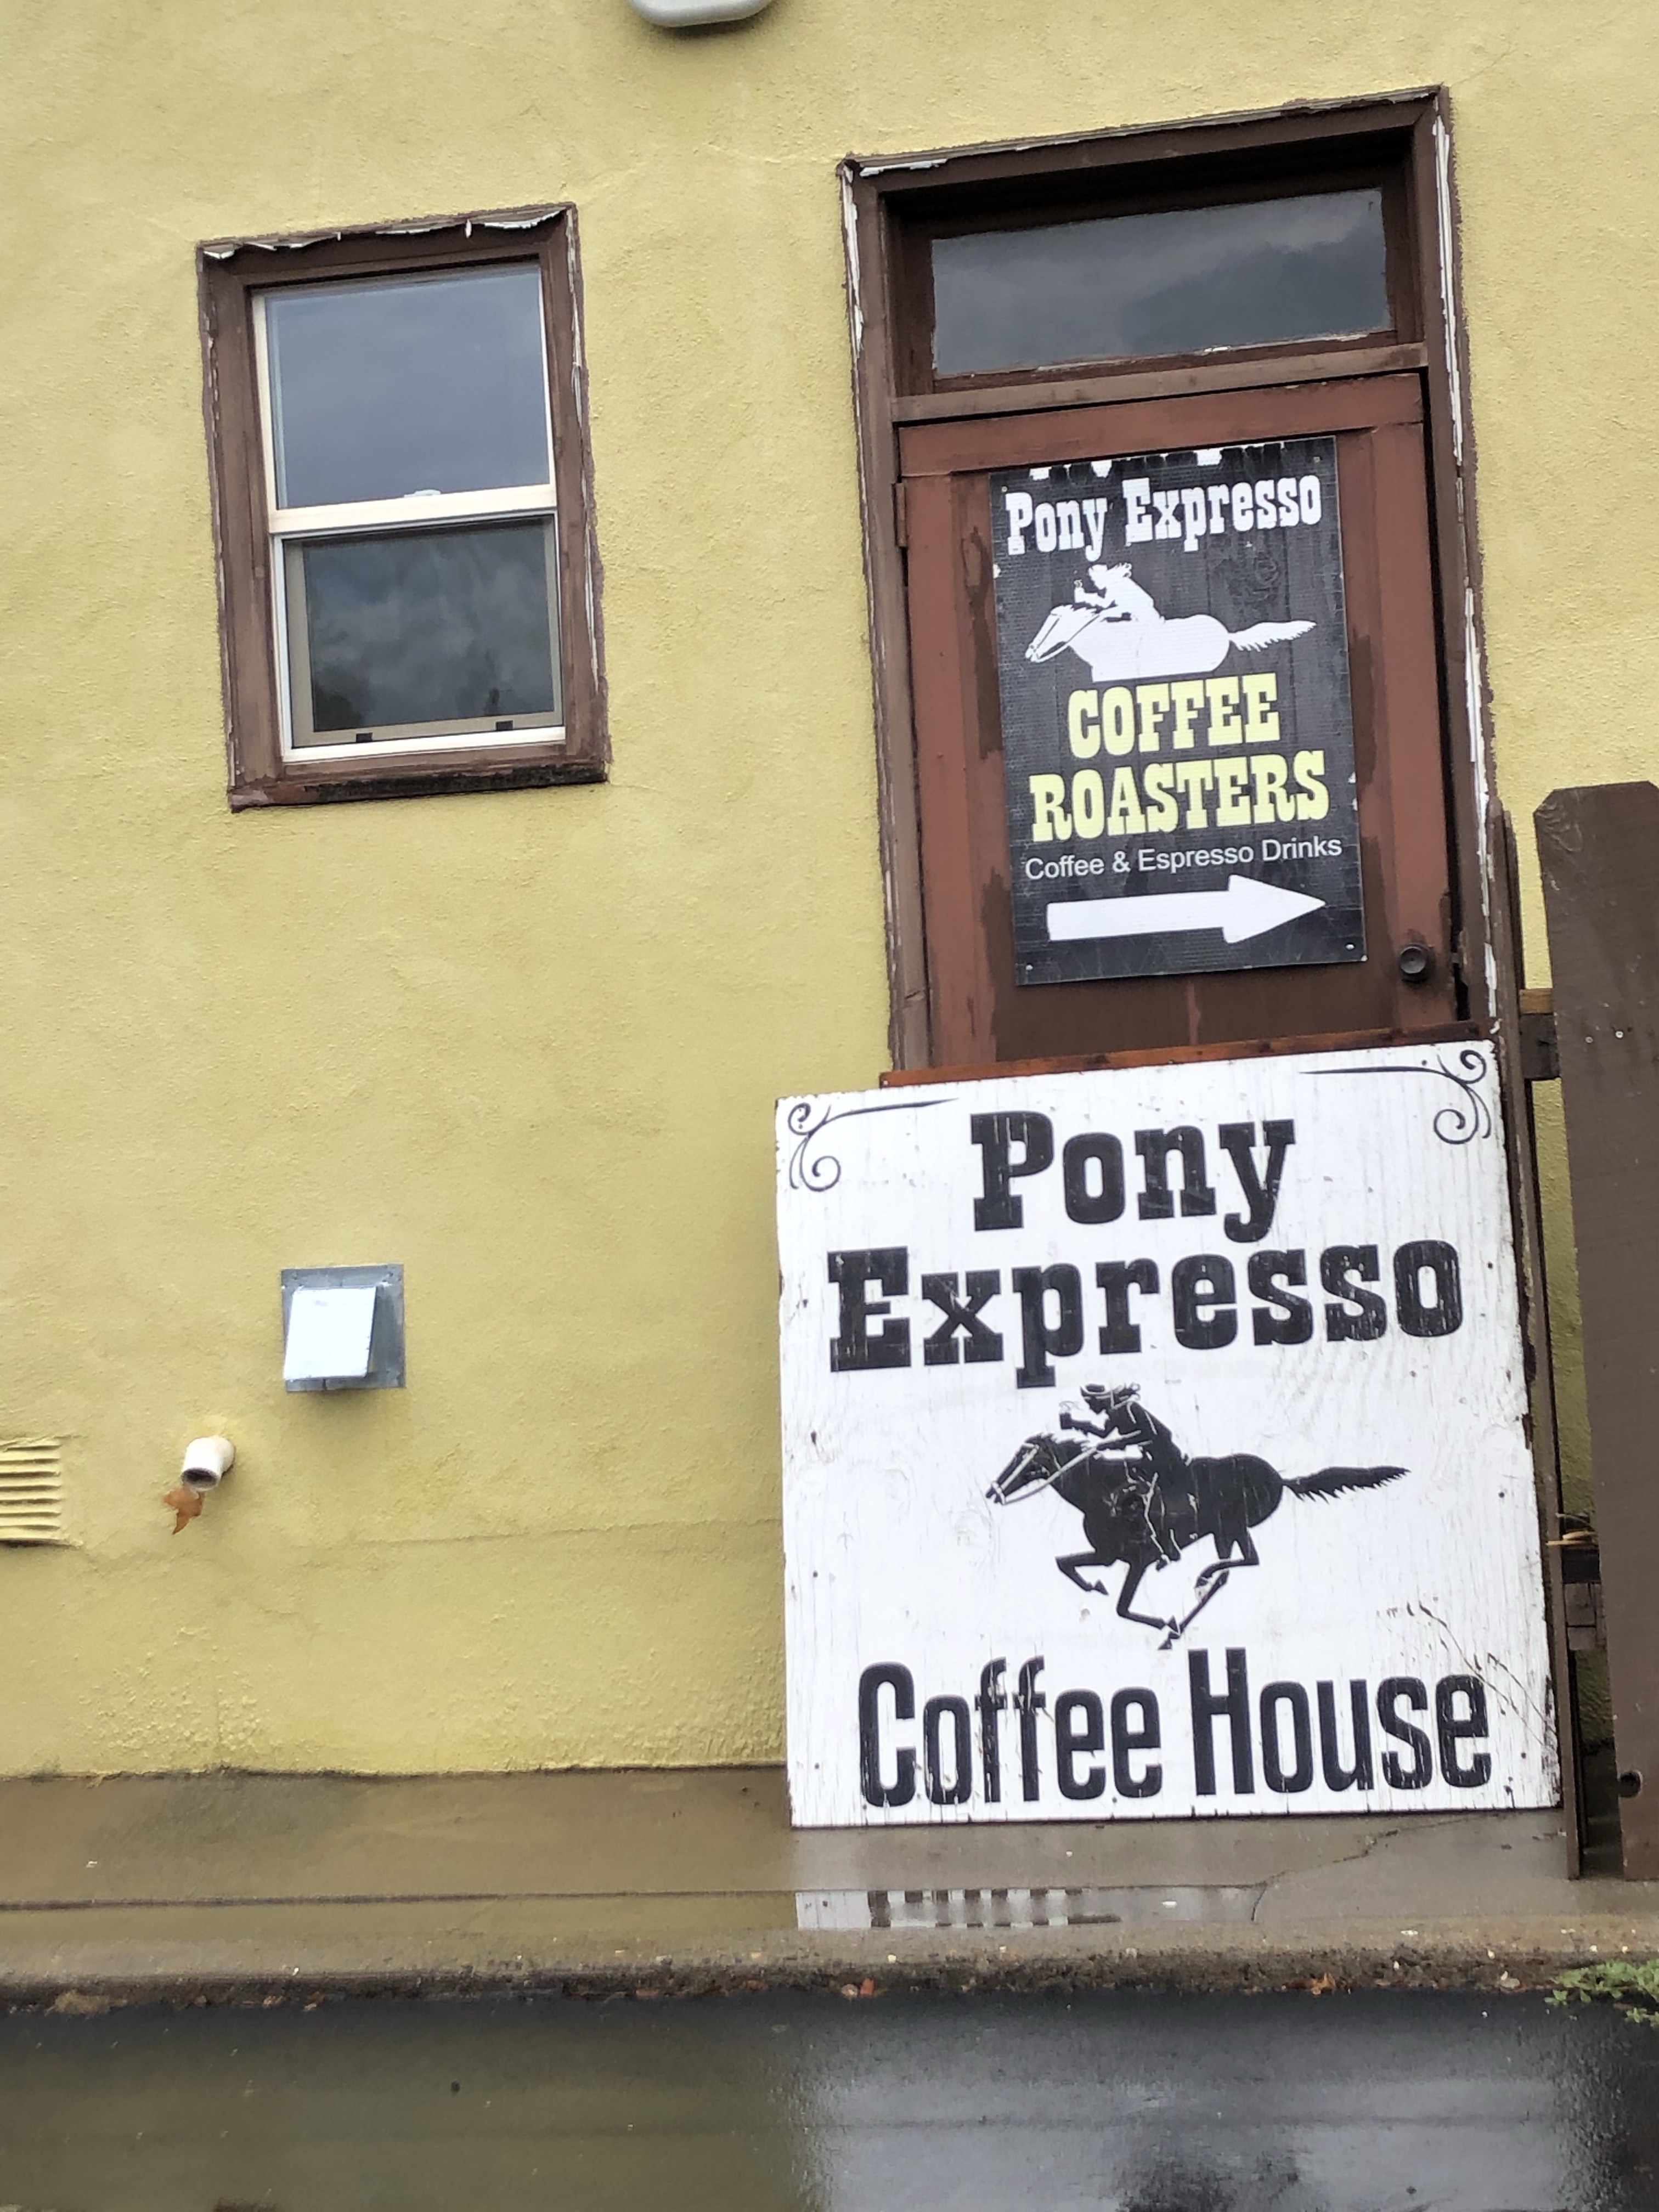 Pony Expresso
COFFEE
ROASTERS
Coffee & Espresso Drinks
Pony
Expresso
Coffee House